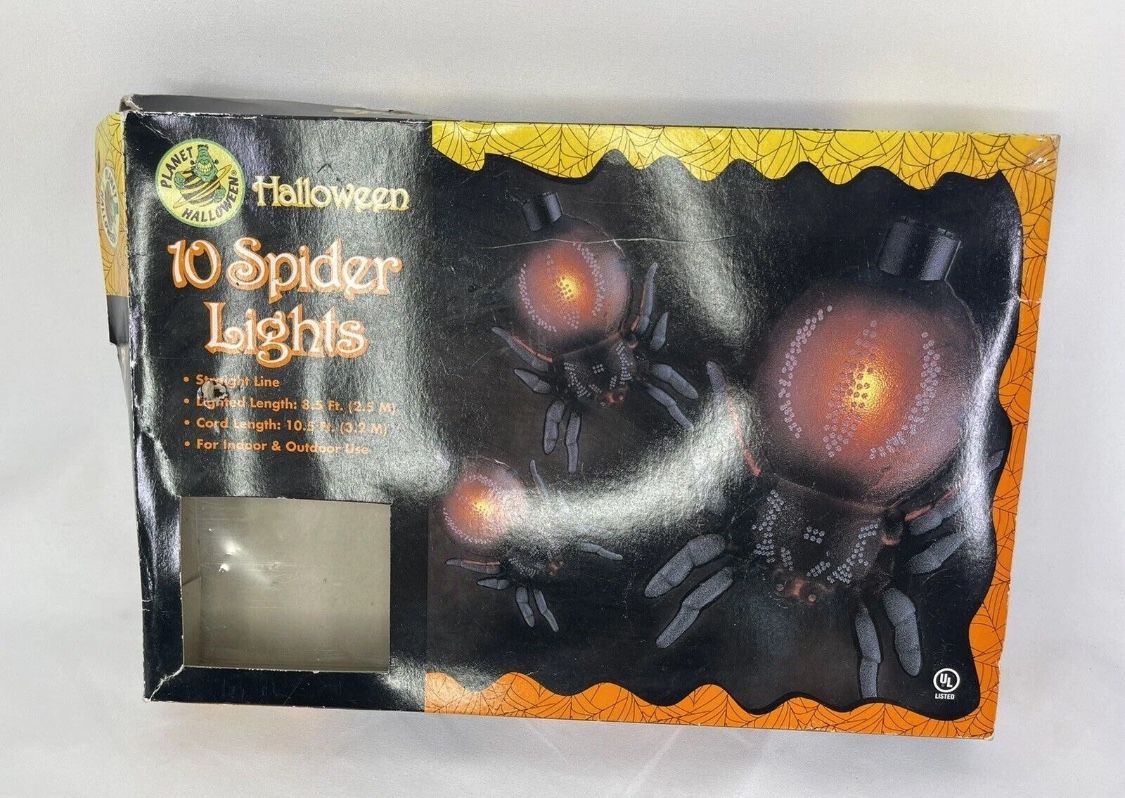 PLANET
HALLOWEEN®
Halloween
10 Spider
Lights
• Straight Line
• Lighted Length: 8.5 Ft. (2.5 M)
• Cord Length: 10.5 Ft. (3.2 M)
• For Indoor & Outdoor Use
UL
LISTED